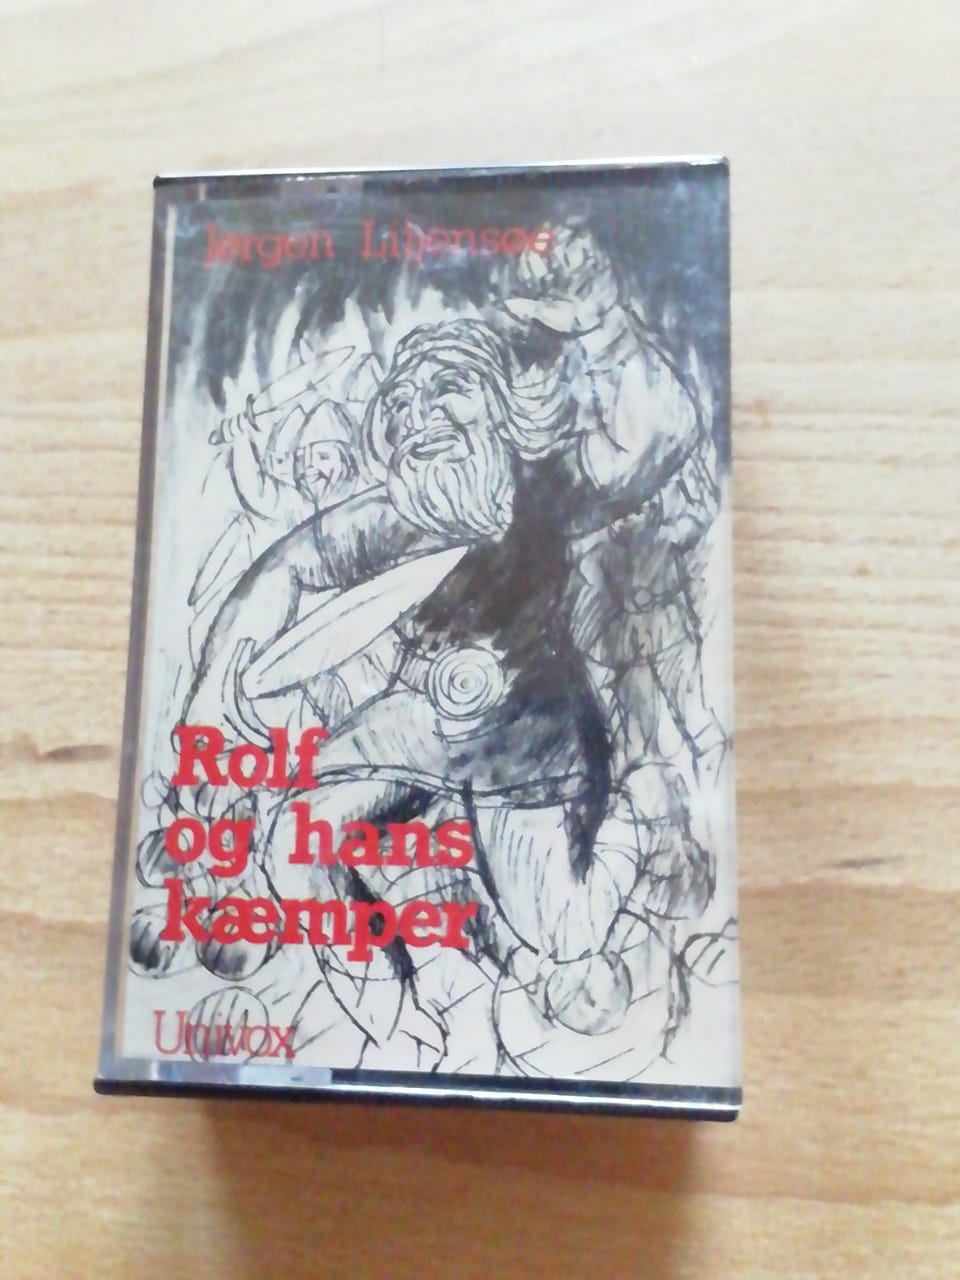 Jørgen Liljensøe
Rolf
og hans
kæmper
Univox